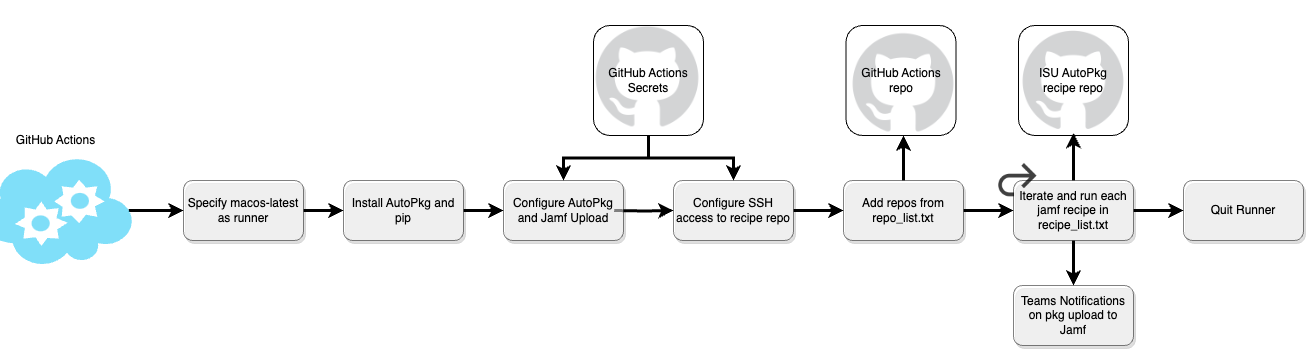 GitHub Actions
Secrets
GitHub Actions
repo
ISU AutoPkg
recipe repo
GitHub Actions
Specify macos-latest
as runner
Install AutoPkg and
pip
Configure AutoPkg
and Jamf Upload
Configure SSH
access to recipe repo
Add repos from
repo_list.txt
Iterate and run each
jamf recipe in
recipe_list.txt
Quit Runner
Teams Notifications
on pkg upload to
Jamf